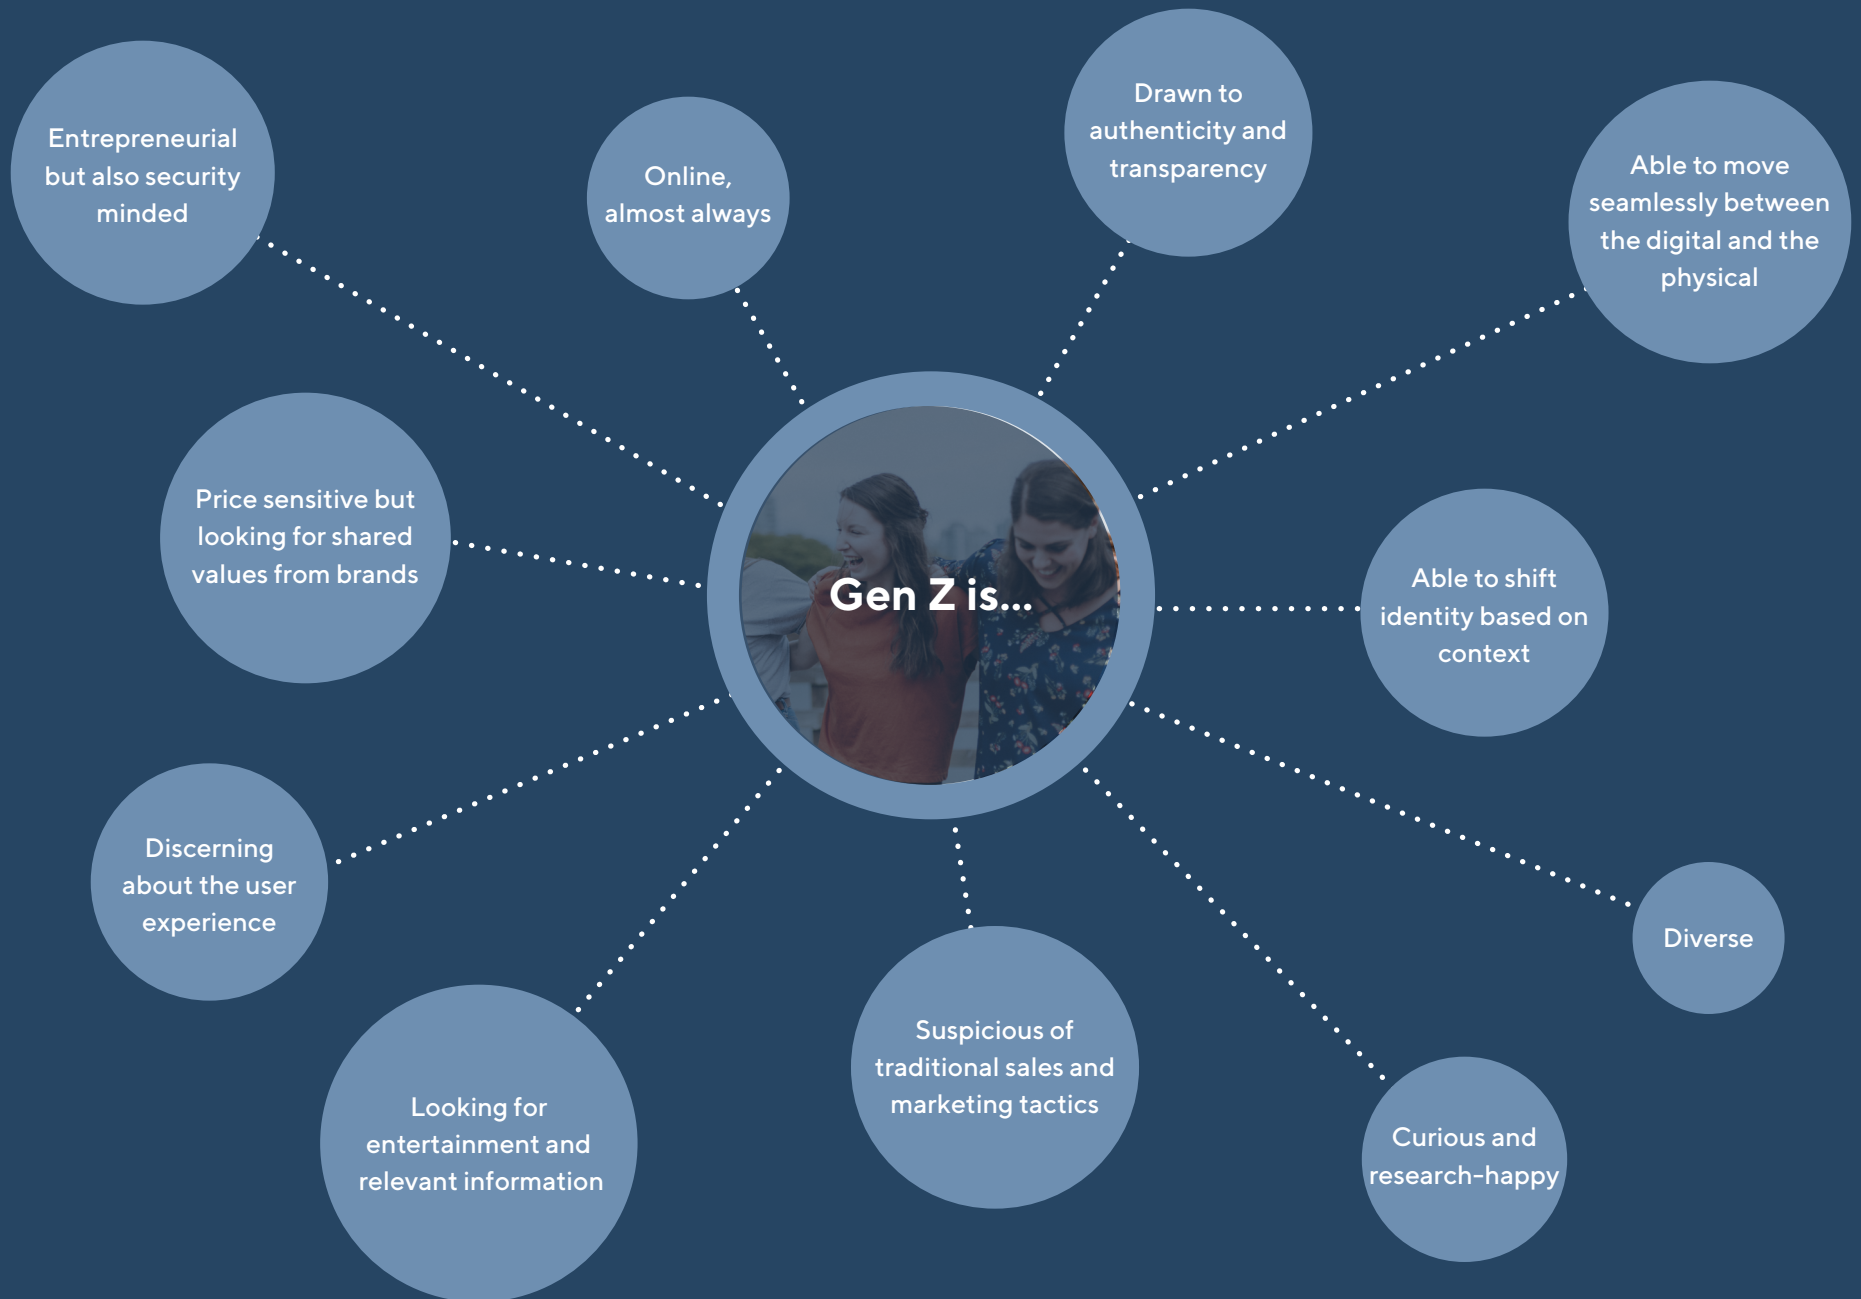 Entrepreneurial
but also security
minded
Online,
almost always
Drawn to
authenticity and
transparency
Able to move
seamlessly between
the digital and the
physical
Price sensitive but
looking for shared
values from brands
Gen Z is...
Able to shift
identity based on
context
Discerning
about the user
experience
Diverse
Looking for
entertainment and
relevant information
Suspicious of
traditional sales and
marketing tactics
Curious and
research-happy